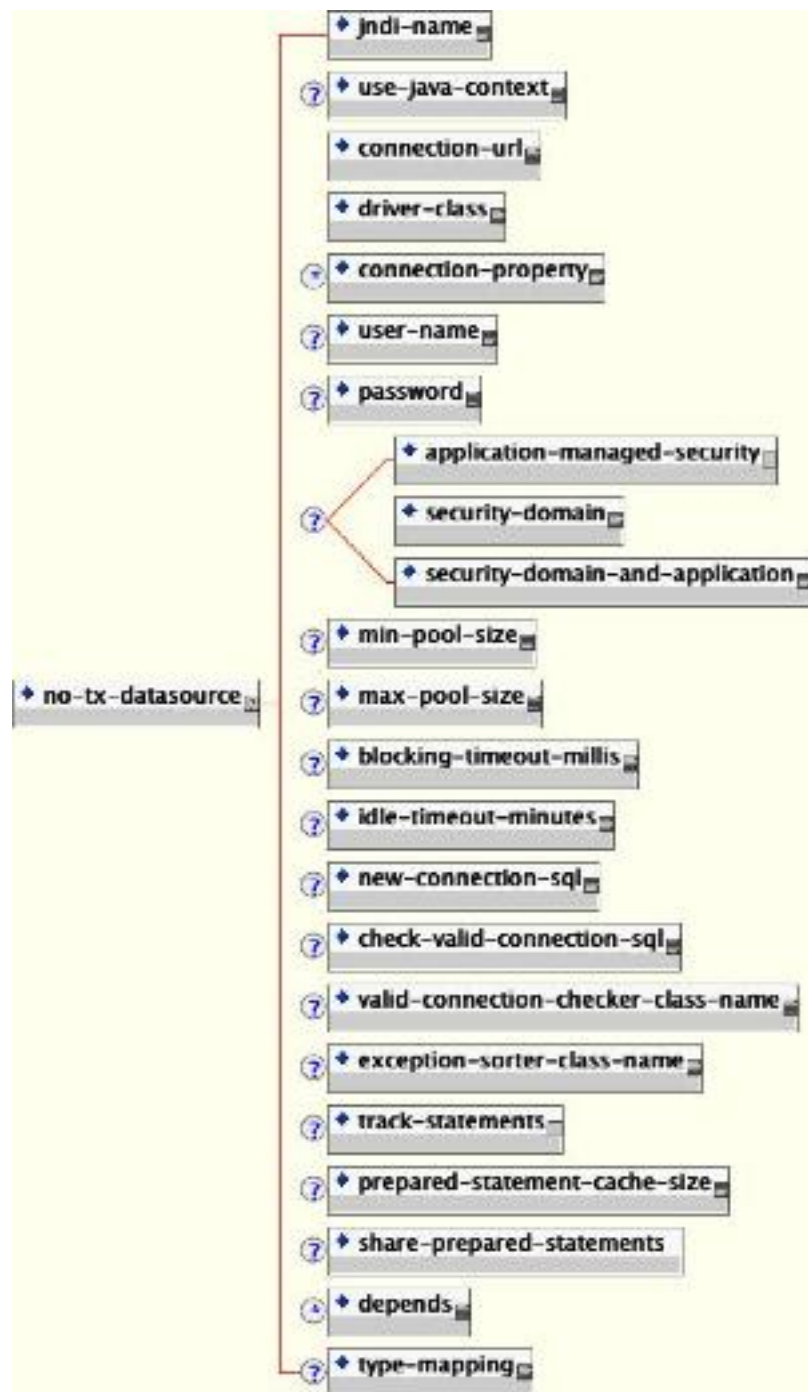 jndi-name
? use-java-context
connection-url
driver-class
* connection-property
? user-name
? password
application-managed-security
?
security-domain
security-domain-and-application
? min-pool-size
no-tx-datasource
? max-pool-size
? blocking-timeout-millis
? idle-timeout-minutes
? new-connection-sql
? check-valid-connection-sql
? valid-connection-checker-class-name
? exception-sorter-class-name
? track-statements
? prepared-statement-cache-size
? share-prepared-statements
* depends
? type-mapping